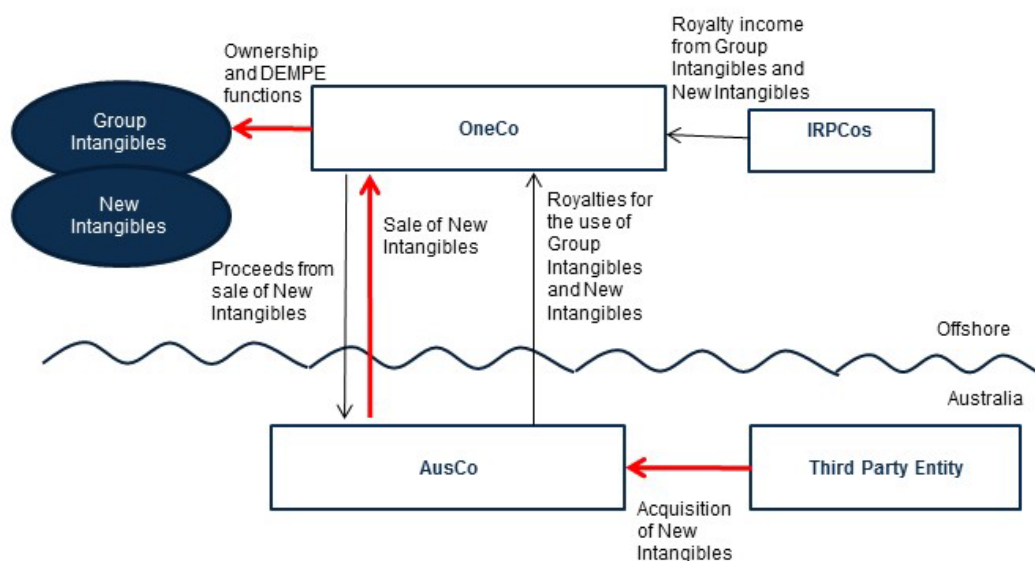 Ownership
and DEMPE
functions
Royalty income
from Group
Intangibles and
New Intangibles
Group
Intangibles
OneCo
IRPCos
New
Intangibles
Proceeds from
sale of New
Intangibles
Sale of New
Intangibles
Royalties for
the use of
Group
Intangibles
and New
Intangibles
Offshore
Australia
AusCo
Third Party Entity
Acquisition
of New
Intangibles